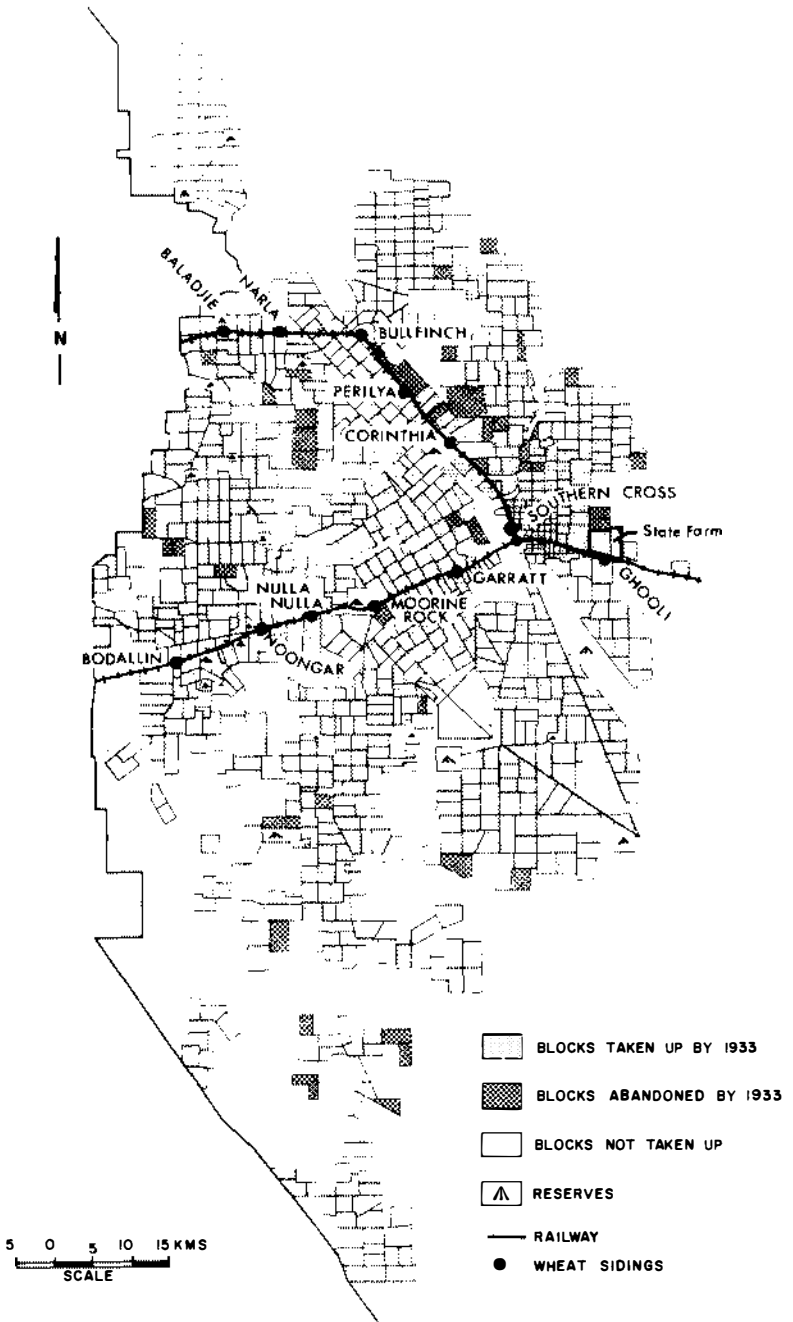 BALADJIE
NARLA
N
BULLFINCH
PERILYA
CORINTHIA
SOUTHERN CROSS
State Farm
GHOOLI
GARRATT
NULLA
NULLA
MOORINE
ROCK
NOONGAR
BODALLIN
BLOCKS TAKEN UP BY 1933
BLOCKS ABANDONED BY 1933
BLOCKS NOT TAKEN UP
RESERVES
RAILWAY
WHEAT SIDINGS
5 0 5 10 15 KMS
SCALE